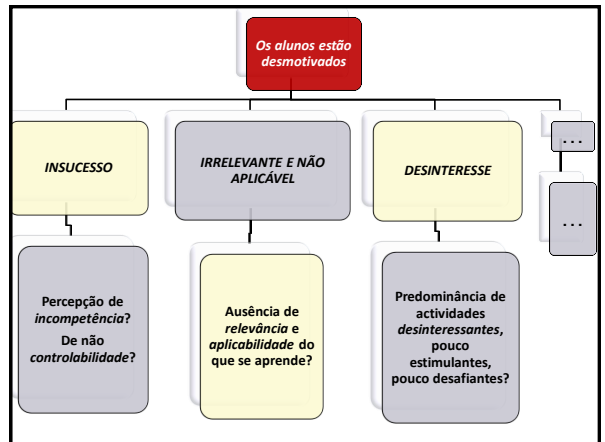 Os alunos estão
desmotivados
INSUCESSO
IRRELEVANTE E NÃO
APLICÁVEL
DESINTERESSE
...
Percepção de
incompetência?
De não
controlabilidade?
Ausência de
relevância e
aplicabilidade do
que se aprende?
Predominância de
actividades
desinteressantes,
pouco
estimulantes,
pouco desafiantes?
...